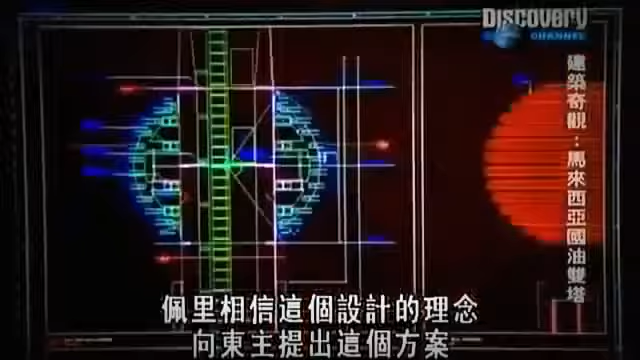 DISCOVERY
CHANNEL
建築奇觀：馬來西亞國油雙塔
佩里相信這個設計的理念
向東主提出這個方案